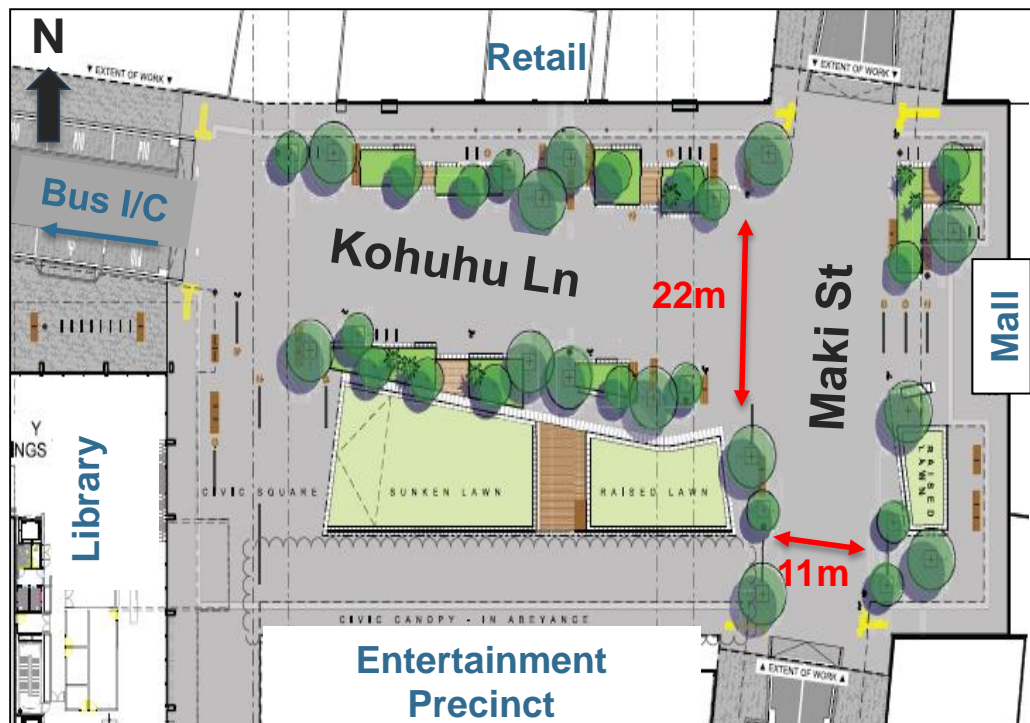 N
Retail
▼ EXTENT OF WORK ▼
▼ EXTENT OF WORK ▼
Bus I/C
Kohuhu Ln
22m
Maki St
Mall
Library
Y
NGS
CIVIC SQUARE
SUNKEN LAWN
RAISED LAWN
RAISED
LAWN
11m
CIVIC CANOPY - IN ABEYANCE
Entertainment
Precinct
▲ EXTENT OF WORK ▲